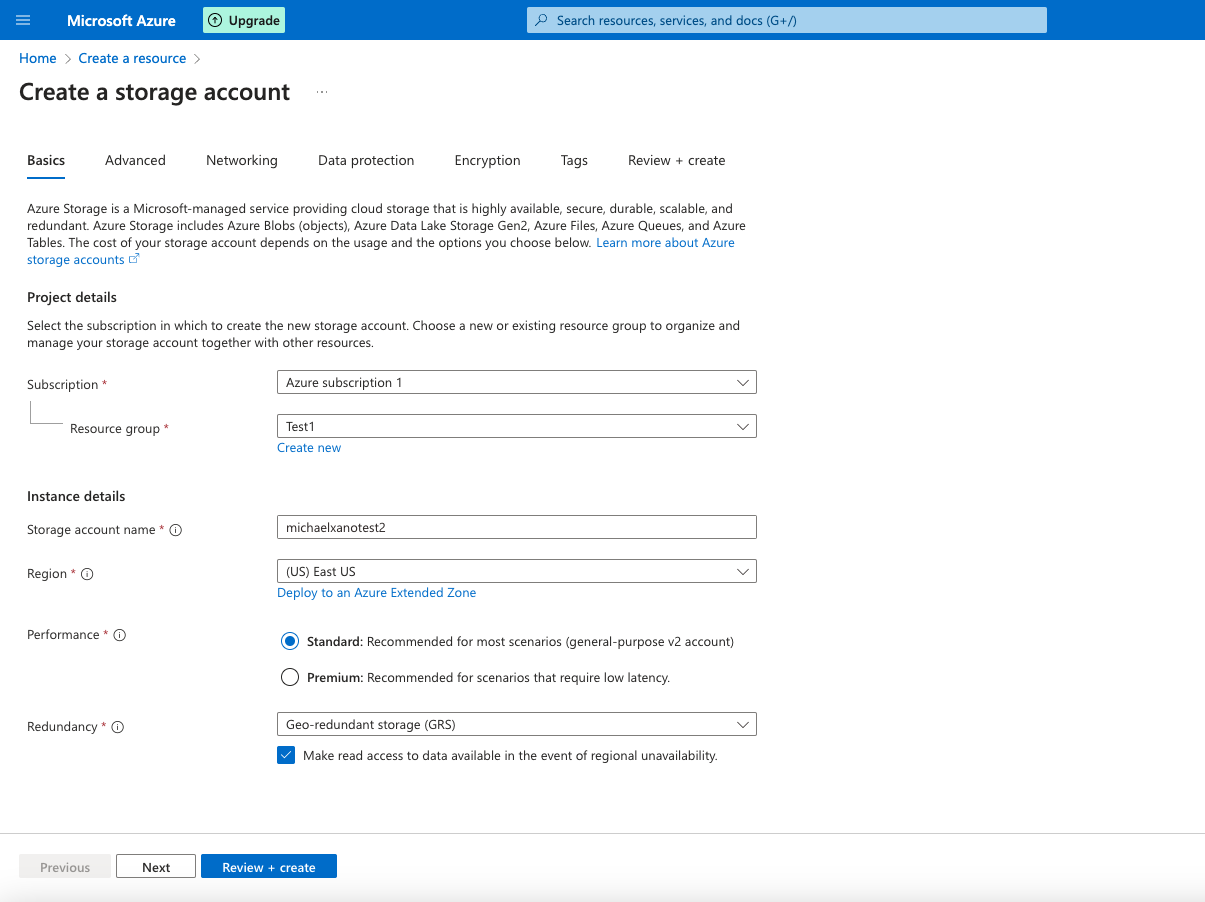 Microsoft Azure
Upgrade
Search resources, services, and docs (G+/)
Home > Create a resource >
Create a storage account ...
Basics Advanced Networking Data protection Encryption Tags Review + create
Azure Storage is a Microsoft-managed service providing cloud storage that is highly available, secure, durable, scalable, and
redundant. Azure Storage includes Azure Blobs (objects), Azure Data Lake Storage Gen2, Azure Files, Azure Queues, and Azure
Tables. The cost of your storage account depends on the usage and the options you choose below. Learn more about Azure
storage accounts
Project details
Select the subscription in which to create the new storage account. Choose a new or existing resource group to organize and
manage your storage account together with other resources.
Subscription *
Azure subscription 1
Resource group *
Test1
Create new
Instance details
Storage account name *
michaelxanotest2
Region *
(US) East US
Deploy to an Azure Extended Zone
Performance *
Standard: Recommended for most scenarios (general-purpose v2 account)
Premium: Recommended for scenarios that require low latency.
Redundancy *
Geo-redundant storage (GRS)
Make read access to data available in the event of regional unavailability.
Previous
Next
Review + create